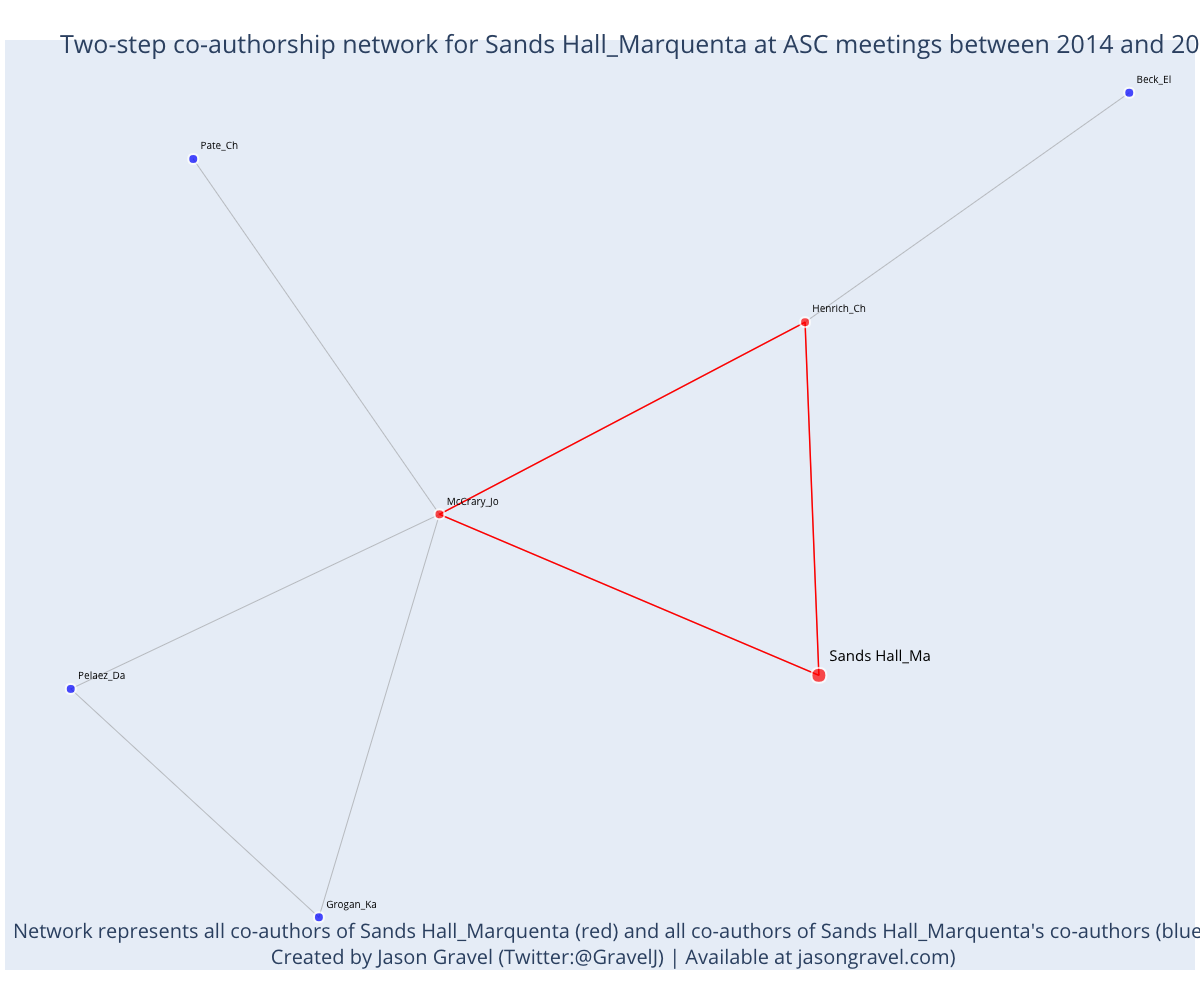 Two-step co-authorship network for Sands Hall_Marquenta at ASC meetings between 2014 and 20
Beck_El
Pate_Ch
Henrich_Ch
McCrary_Jo
Sands Hall_Ma
Pelaez_Da
Grogan_Ka
Network represents all co-authors of Sands Hall_Marquenta (red) and all co-authors of Sands Hall_Marquenta's co-authors (blue
Created by Jason Gravel (Twitter:@GravelJ) | Available at jasongravel.com)